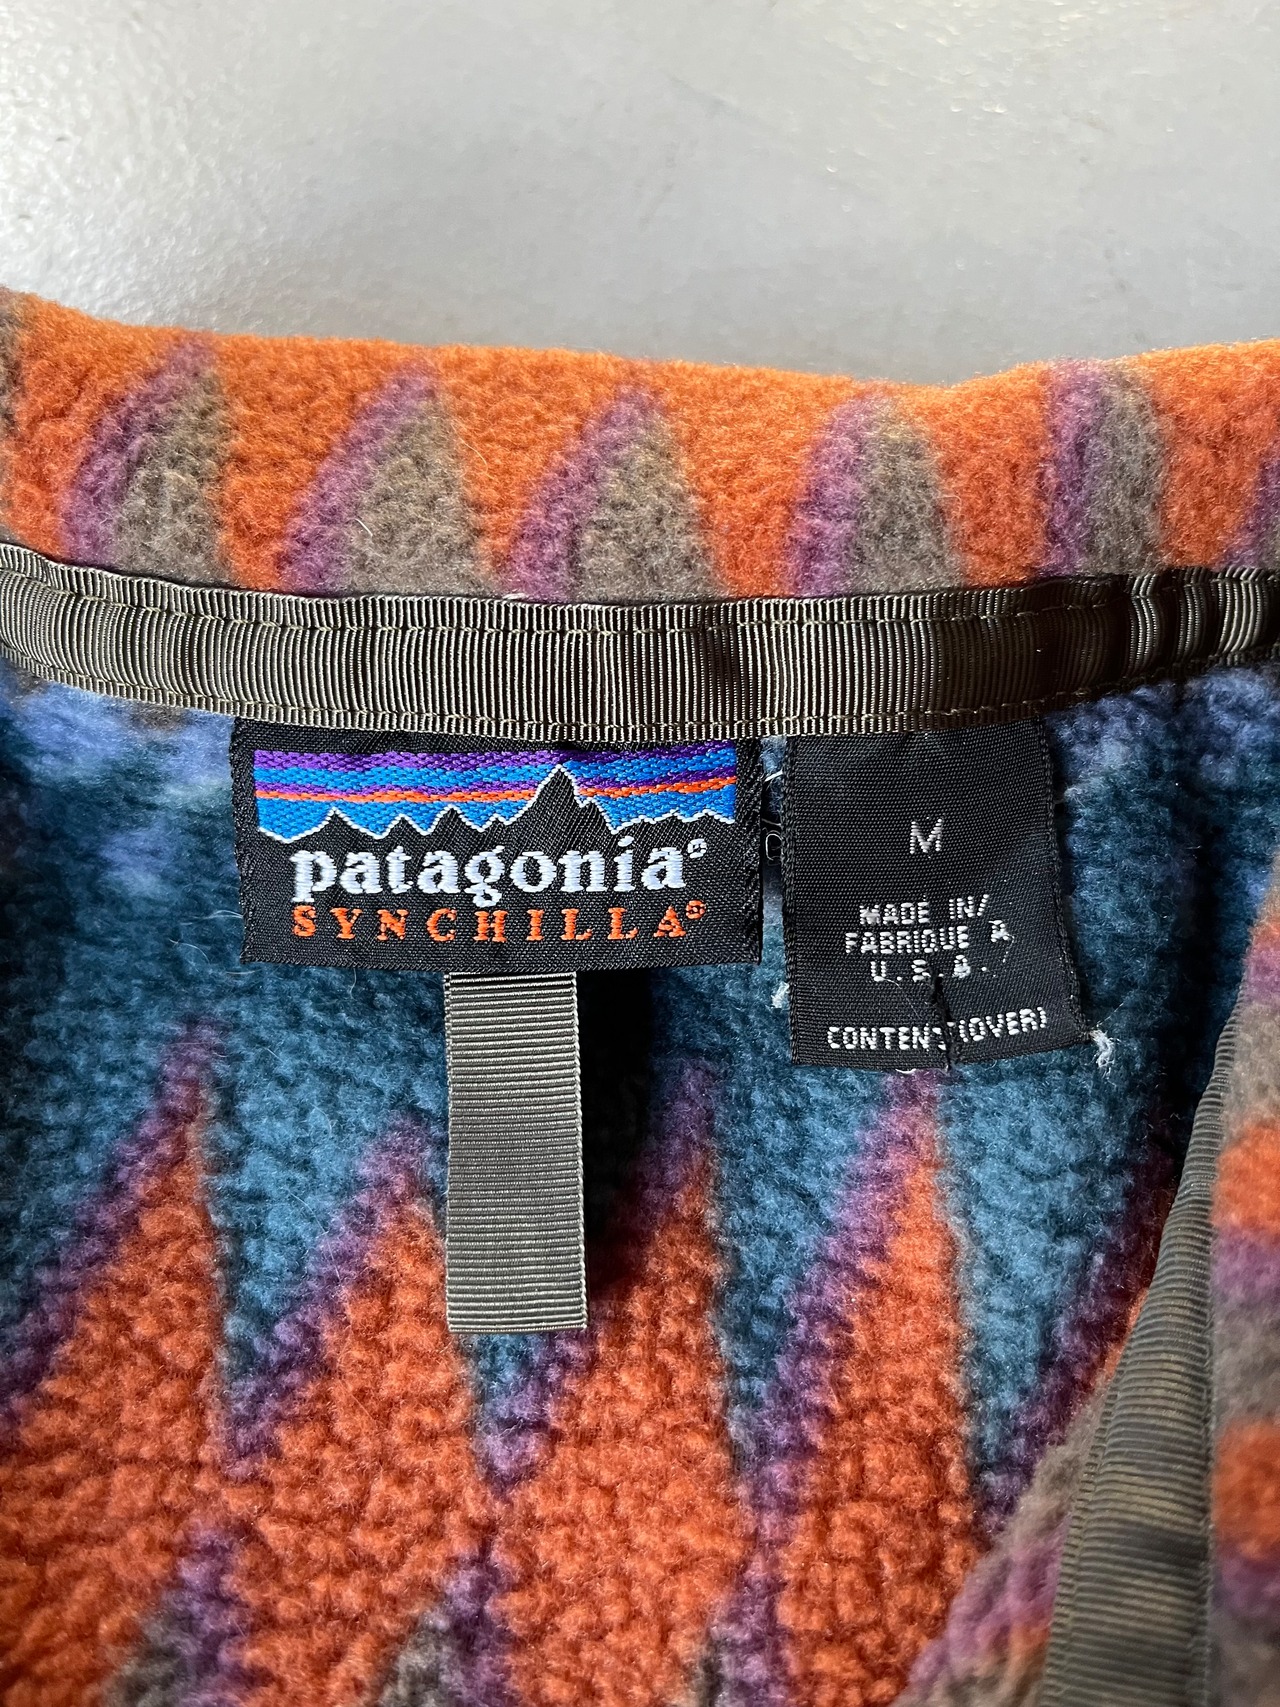 patagonia®
SYNCHILLA®
M
MADE IN/
FABRIQUE A
U.S.A.
CONTENT(OVER)